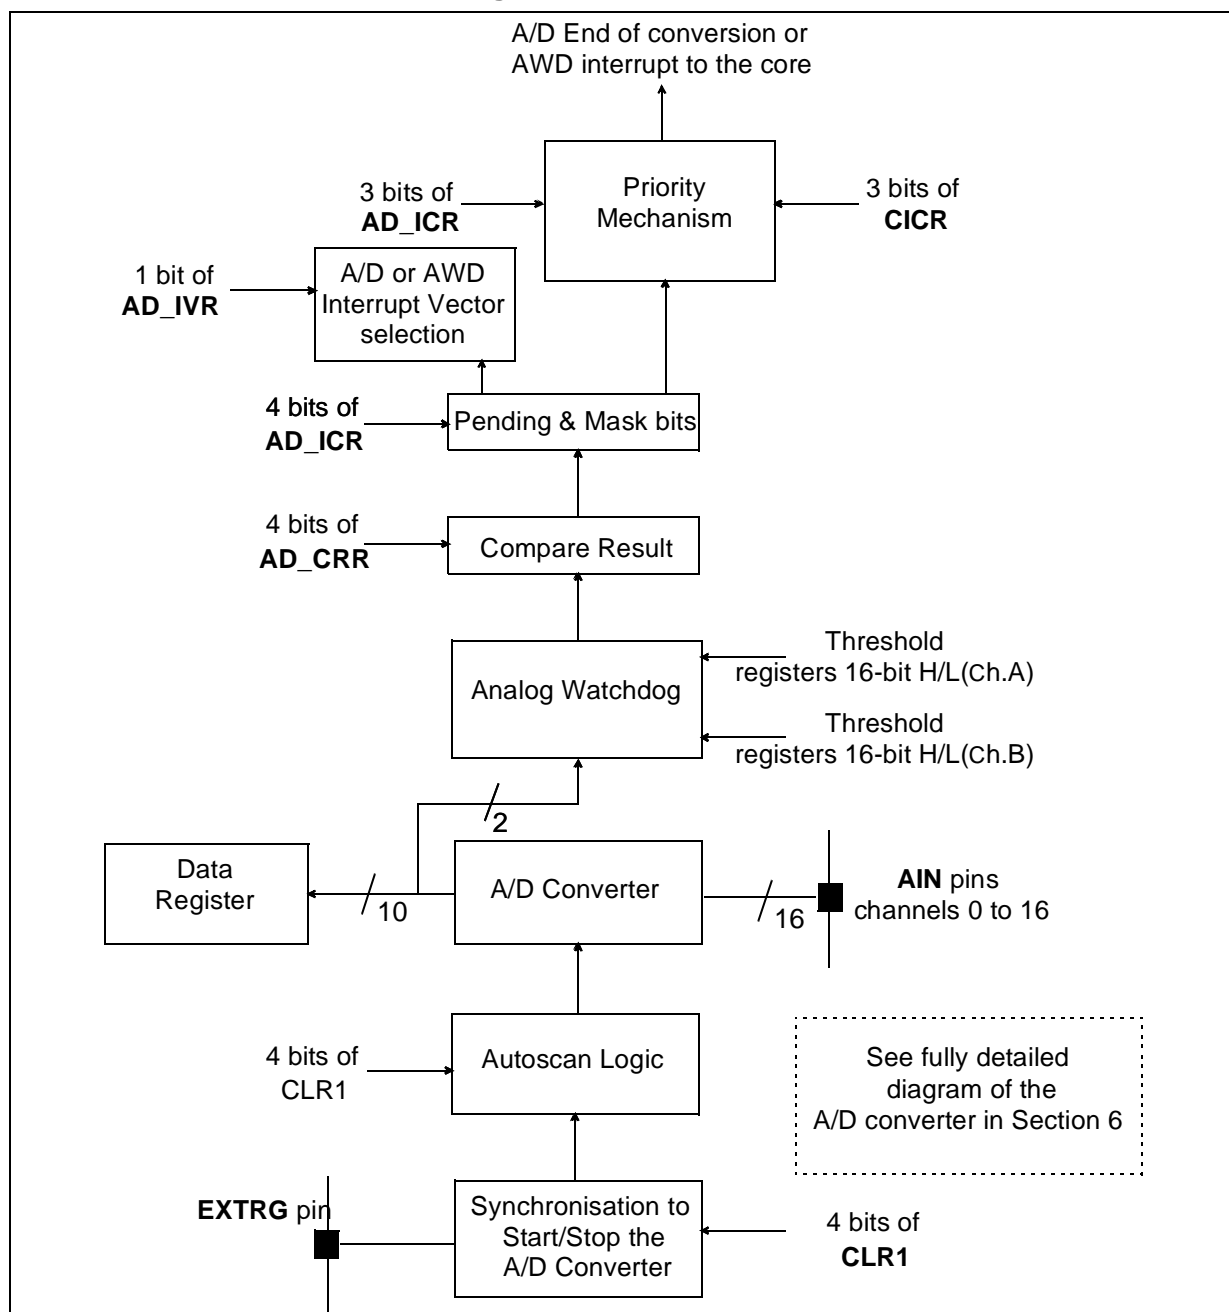 A/D End of conversion or
AWD interrupt to the core
Priority
Mechanism
3 bits of
AD_ICR
3 bits of
CICR
1 bit of
AD_IVR
A/D or AWD
Interrupt Vector
selection
4 bits of
AD_ICR
Pending & Mask bits
4 bits of
AD_CRR
Compare Result
Analog Watchdog
Threshold
registers 16-bit H/L(Ch.A)
Threshold
registers 16-bit H/L(Ch.B)
2
Data
Register
10
A/D Converter
16
AIN pins
channels 0 to 16
4 bits of
CLR1
Autoscan Logic
See fully detailed
diagram of the
A/D converter in Section 6
EXTRG pin
Synchronisation to
Start/Stop the
A/D Converter
4 bits of
CLR1